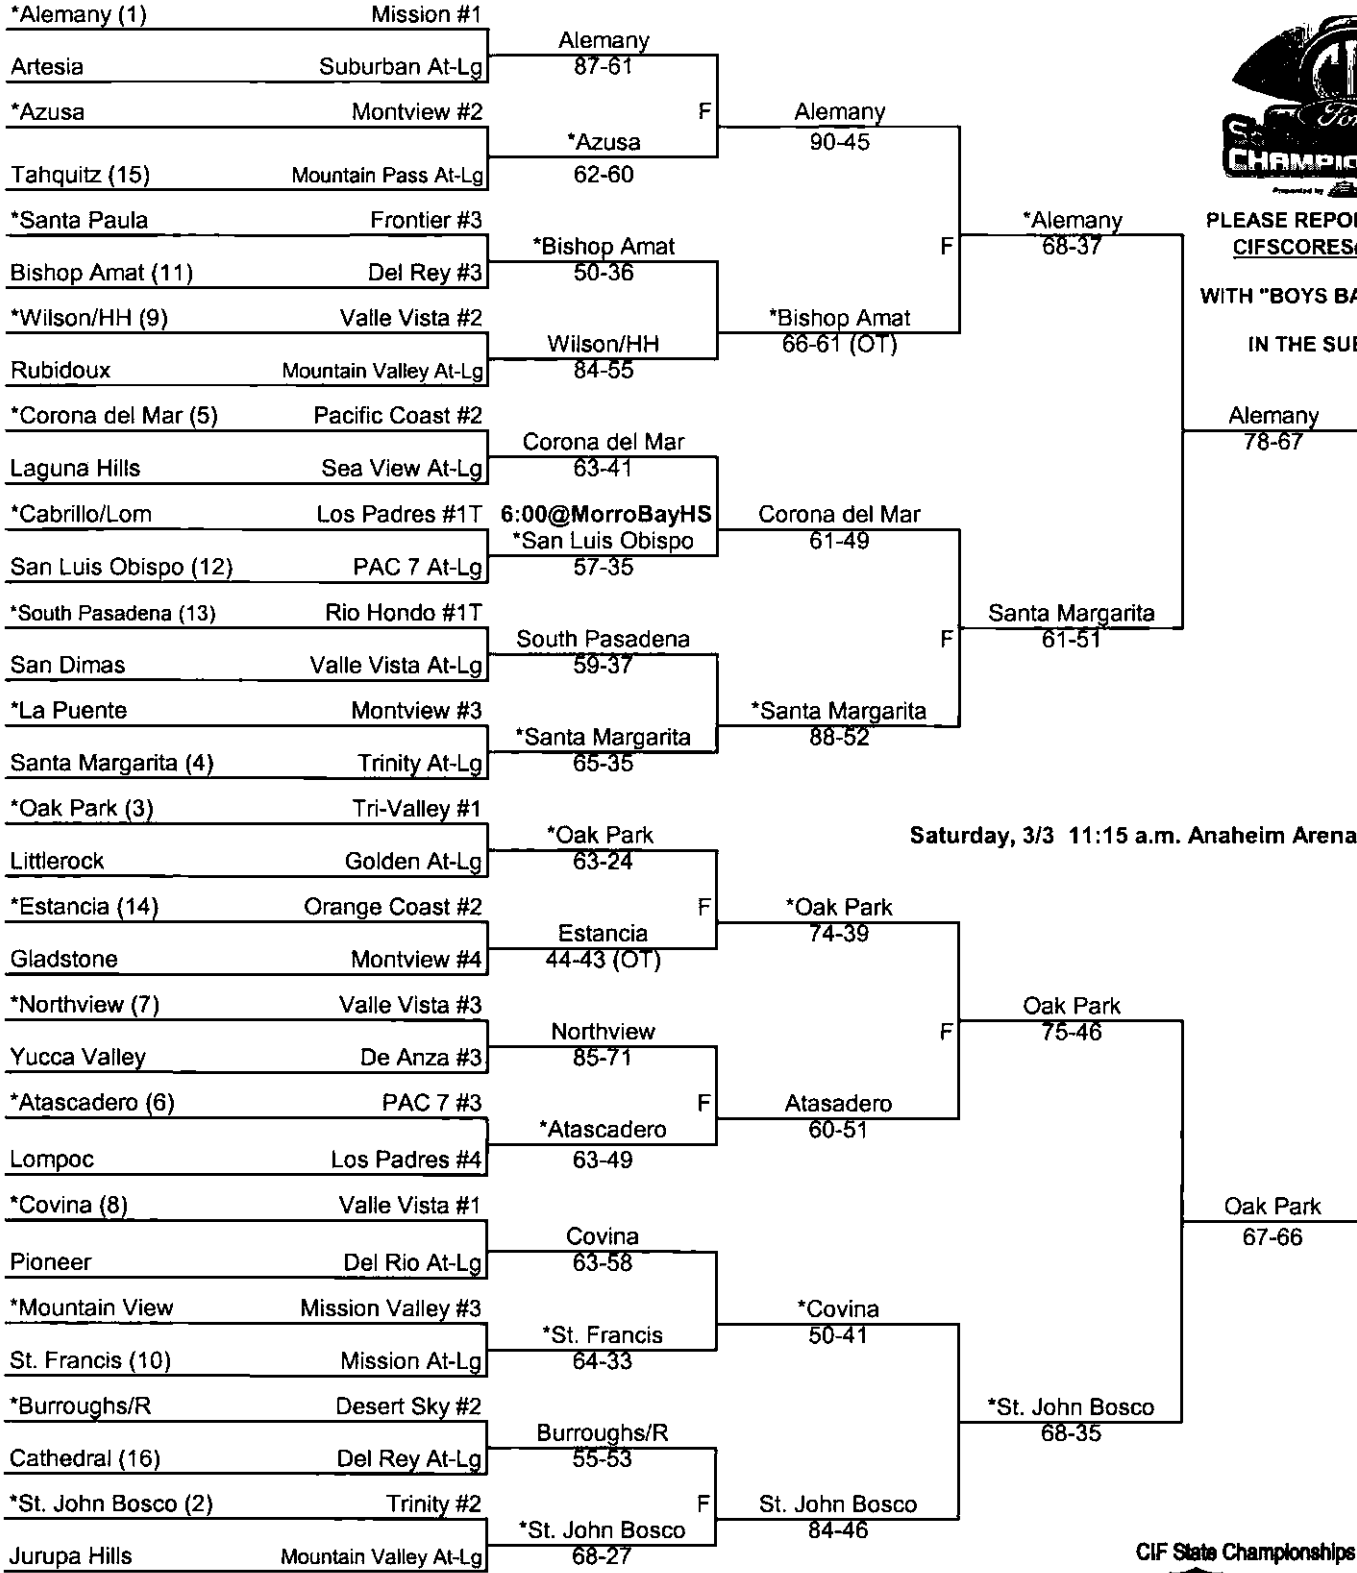 *Alemany (1) Mission #1
Artesia Suburban At-Lg
*Azusa Montview #2
Tahquitz (15) Mountain Pass At-Lg
*Santa Paula Frontier #3
Bishop Amat (11) Del Rey #3
*Wilson/HH (9) Valle Vista #2
Rubidoux Mountain Valley At-Lg
*Corona del Mar (5) Pacific Coast #2
Laguna Hills Sea View At-Lg
*Cabrillo/Lom Los Padres #1T
San Luis Obispo (12) PAC 7 At-Lg
*South Pasadena (13) Rio Hondo #1T
San Dimas Valle Vista At-Lg
*La Puente Montview #3
Santa Margarita (4) Trinity At-Lg
*Oak Park (3) Tri-Valley #1
Littlerock Golden At-Lg
*Estancia (14) Orange Coast #2
Gladstone Montview #4
*Northview (7) Valle Vista #3
Yucca Valley De Anza #3
*Atascadero (6) PAC 7 #3
Lompoc Los Padres #4
*Covina (8) Valle Vista #1
Pioneer Del Rio At-Lg
*Mountain View Mission Valley #3
St. Francis (10) Mission At-Lg
*Burroughs/R Desert Sky #2
Cathedral (16) Del Rey At-Lg
*St. John Bosco (2) Trinity #2
Jurupa Hills Mountain Valley At-Lg
Alemany
87-61
F
*Azusa
62-60
*Bishop Amat
50-36
Wilson/HH
84-55
Corona del Mar
63-41
6:00@MorroBayHS
*San Luis Obispo
57-35
South Pasadena
59-37
*Santa Margarita
65-35
*Oak Park
63-24
F
Estancia
44-43 (OT)
Northview
85-71
F
*Atascadero
63-49
Covina
63-58
*St. Francis
64-33
Burroughs/R
55-53
F
*St. John Bosco
68-27
Alemany
90-45
F
*Bishop Amat
66-61 (OT)
Corona del Mar
61-49
F
*Santa Margarita
88-52
*Oak Park
74-39
F
Atasadero
60-51
*Covina
50-41
St. John Bosco
84-46
*Alemany
68-37
Santa Margarita
61-51
Oak Park
75-46
*St. John Bosco
68-35
Alemany
78-67
Saturday, 3/3 11:15 a.m. Anaheim Arena
Oak Park
67-66
Ford
Presented by
PLEASE
CIFSCORES
WITH "BOYS
IN THE
CIF State Championships